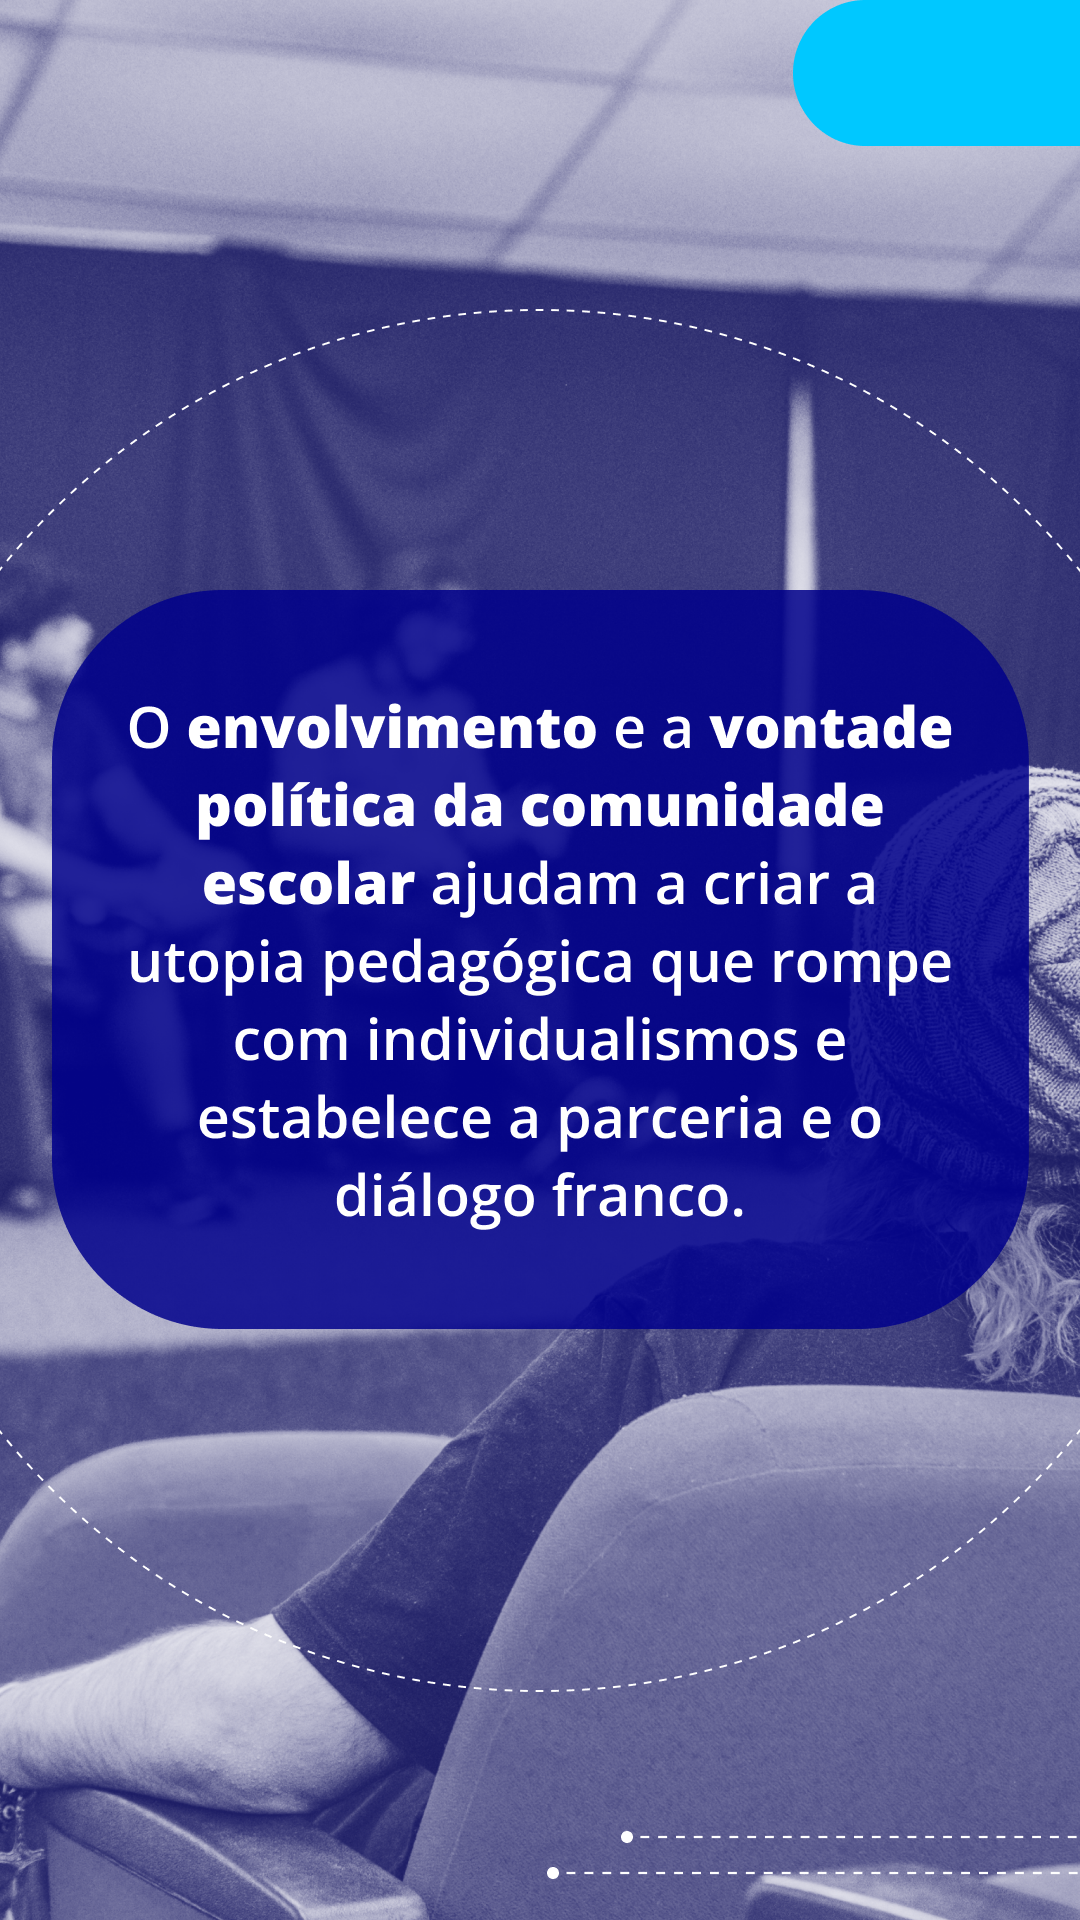 O envolvimento e a vontade
política da comunidade
escolar ajudam a criar a
utopia pedagógica que rompe
com individualismos e
estabelece a parceria e o
diálogo franco.